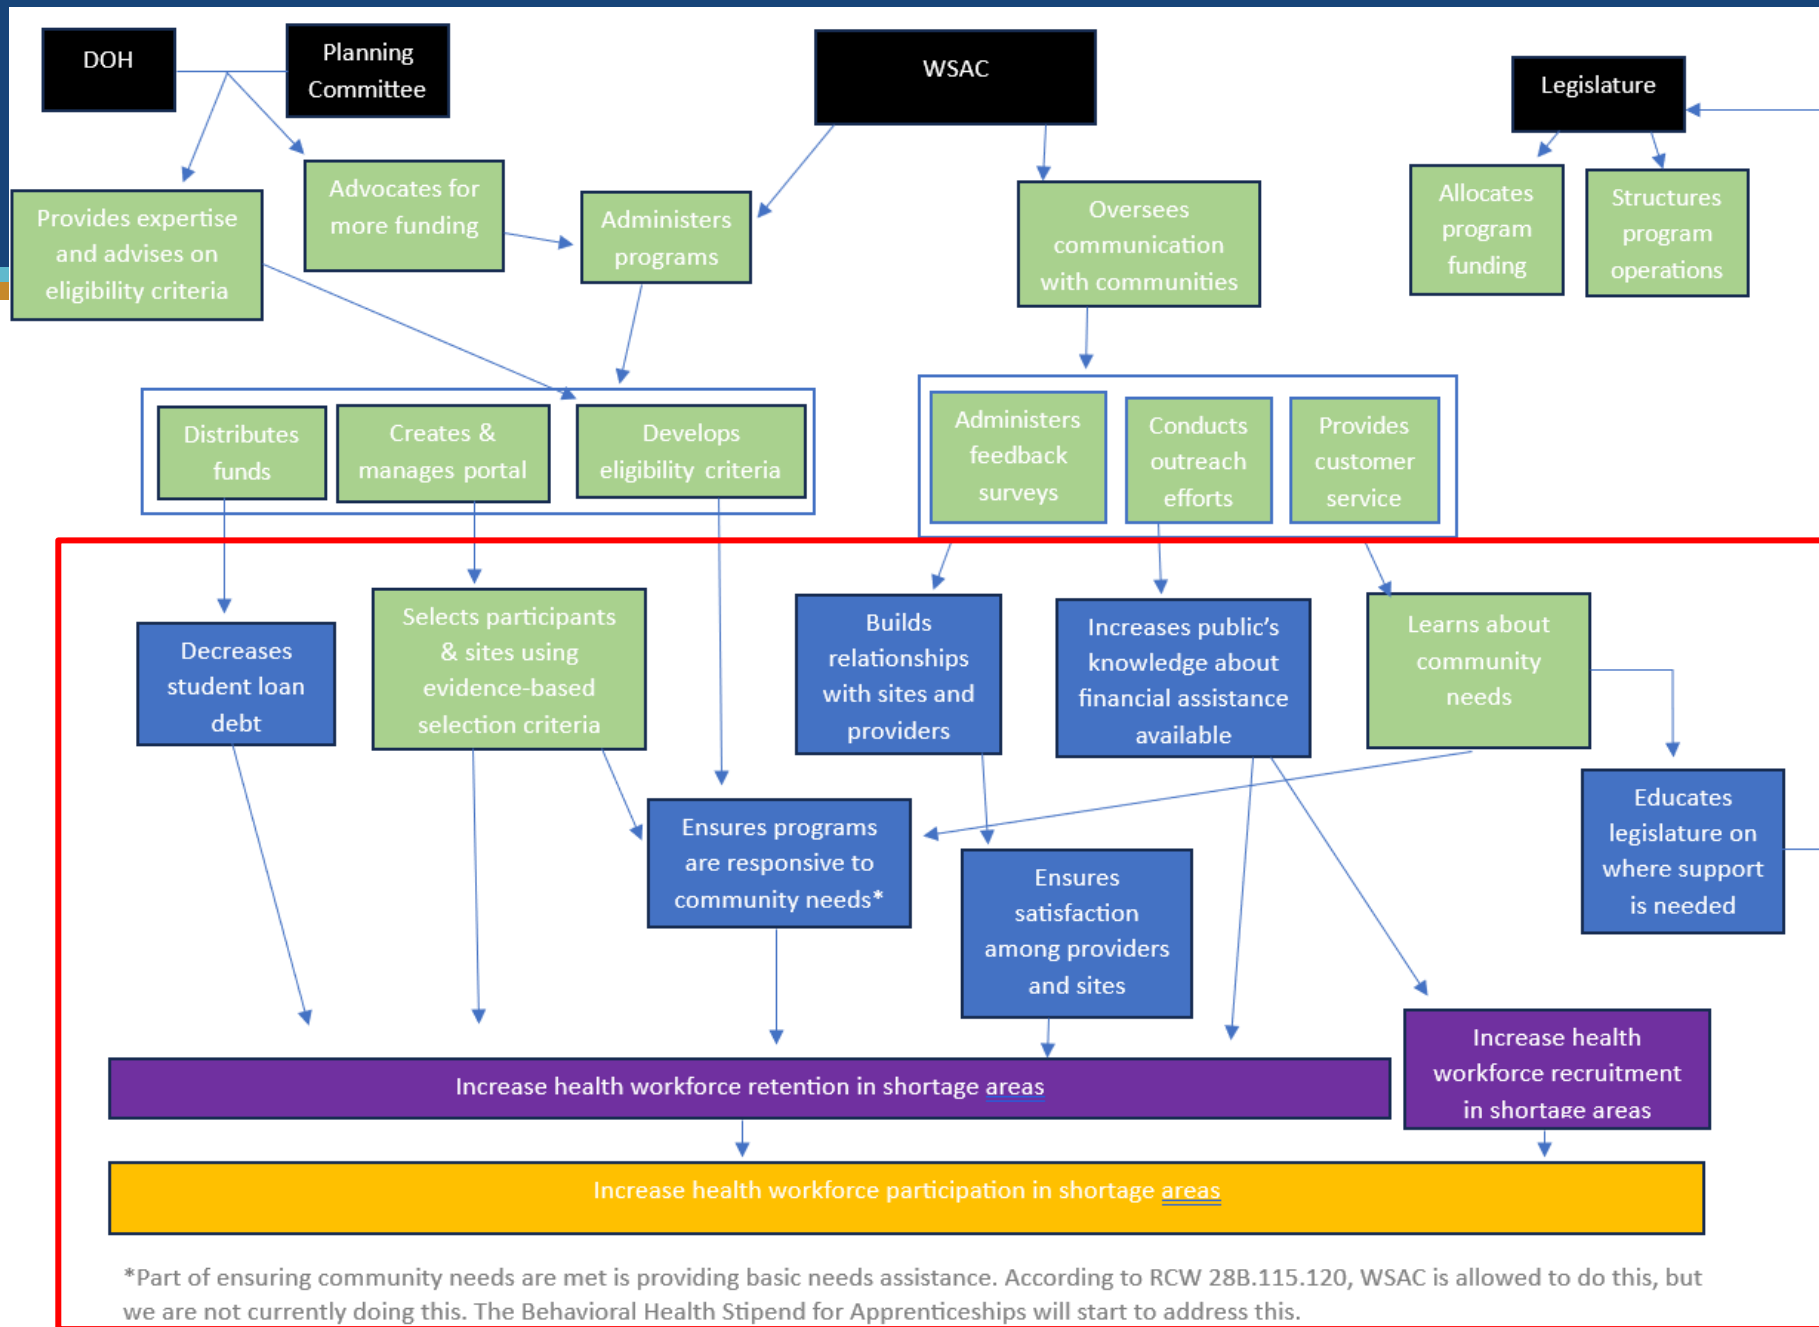 DOH
Planning
Committee
WSAC
Legislature
Provides expertise
and advises on
eligibility criteria
Advocates for
more funding
Administers
programs
Oversees
communication
with communities
Allocates
program
funding
Structures
program
operations
Distributes
funds
Creates &
manages portal
Develops
eligibility criteria
Administers
feedback
surveys
Conducts
outreach
efforts
Provides
customer
service
Decreases
student loan
debt
Selects participants
& sites using
evidence-based
selection criteria
Builds
relationships
with sites and
providers
Increases public's
knowledge about
financial assistance
available
Learns about
community
needs
Ensures programs
are responsive to
community needs*
Ensures
satisfaction
among providers
and sites
Educates
legislature on
where support
is needed
Increase health workforce retention in shortage areas
Increase health
workforce recruitment
in shortage areas
Increase health workforce participation in shortage areas
*Part of ensuring community needs are met is providing basic needs assistance. According to RCW 28B.115.120, WSAC is allowed to do this, but
we are not currently doing this. The Behavioral Health Stipend for Apprenticeships will start to address this.